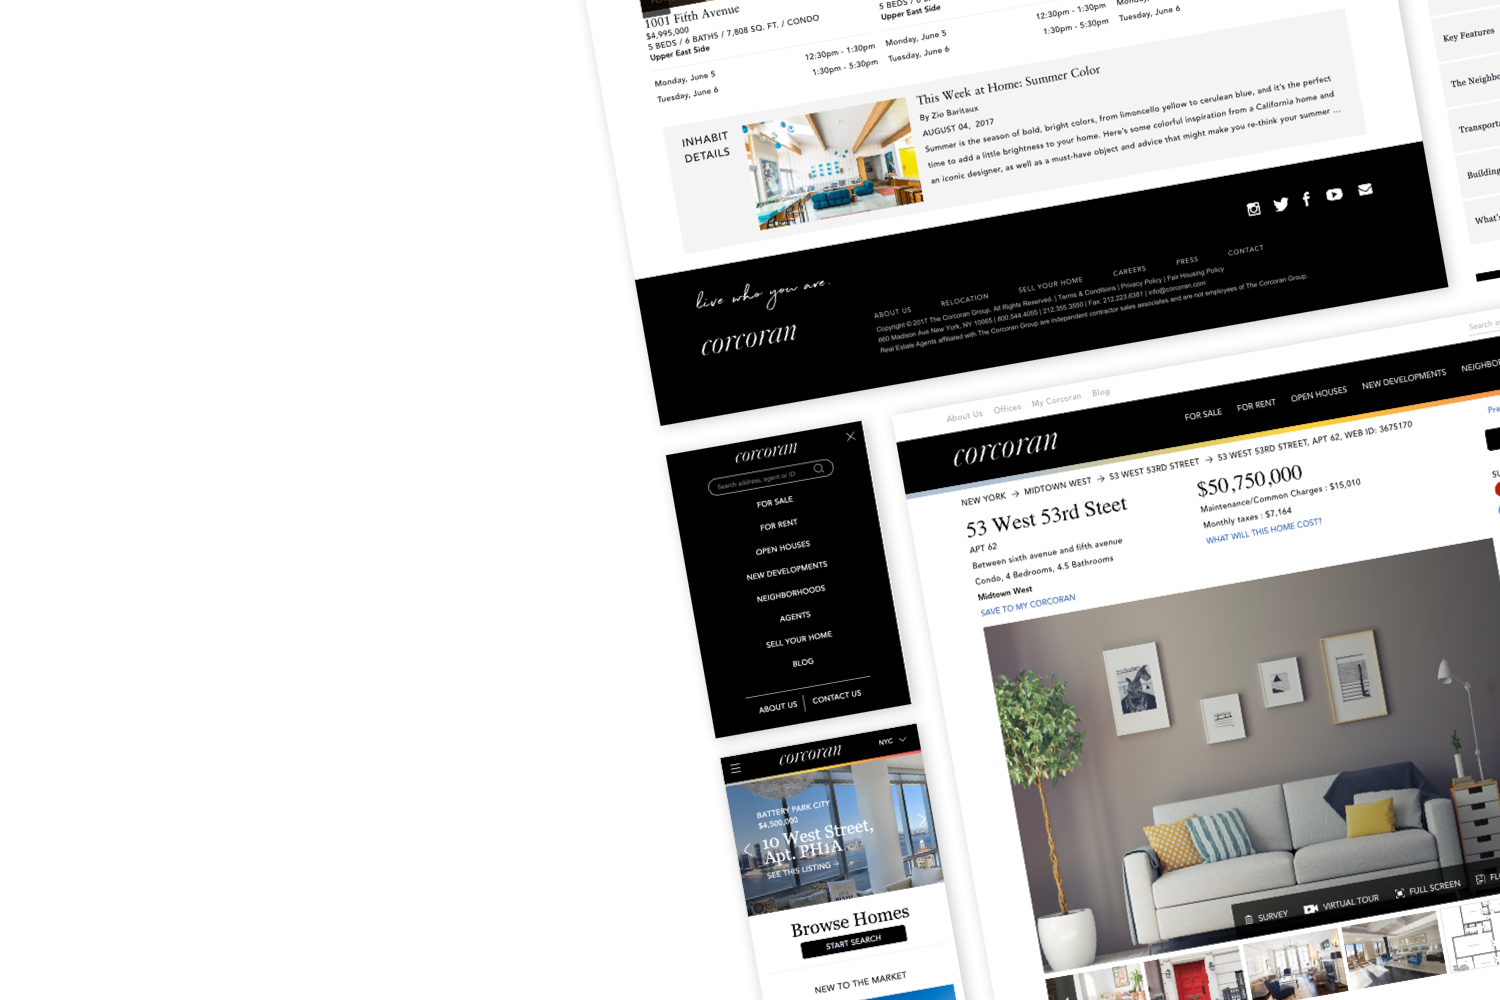 1001 Fifth Avenue
$4,995,000
5 BEDS / 6 BATHS / 7,808 SQ. FT. / CONDO
Upper East Side
Monday, June 5 12:30pm - 1:30pm
Tuesday, June 6 1:30pm - 5:30pm
Upper East Side
Monday, June 5 12:30pm - 1:30pm
Tuesday, June 6 1:30pm - 5:30pm
Tuesday, June 6
INHABIT
DETAILS
This Week at Home: Summer Color
By Zio Baritaux
AUGUST 04, 2017
Summer is the season of bold, bright colors, from limoncello yellow to cerulean blue, and it's the perfect
time to add a little brightness to your home. Here's some colorful inspiration from a California home and
an iconic designer, as well as a must-have object and advice that might make you re-think your summer ...
live who you are.
corcoran
ABOUT US RELOCATION SELL YOUR HOME CAREERS PRESS CONTACT
Copyright © 2017 The Corcoran Group. All Rights Reserved. | Terms & Conditions | Privacy Policy | Fair Housing Policy
660 Madison Ave New York, NY 10065 | 800.544.4055 | 212.355.3550 | Fax: 212.223.6381 | info@corcoran.com
Real Estate Agents affiliated with The Corcoran Group are independent contractor sales associates and are not employees of The Corcoran Group.
Key Features
The Neighbo
Transporta
Building
What's
corcoran
Search address, agent or ID
FOR SALE
FOR RENT
OPEN HOUSES
NEW DEVELOPMENTS
NEIGHBORHOODS
AGENTS
SELL YOUR HOME
BLOG
ABOUT US | CONTACT US
corcoran NYC
BATTERY PARK CITY
$4,500,000
10 West Street,
Apt. PH1A
SEE THIS LISTING →
Browse Homes
START SEARCH
NEW TO THE MARKET
About Us Offices My Corcoran Blog Search a
corcoran FOR SALE FOR RENT OPEN HOUSES NEW DEVELOPMENTS NEIGHBOR
NEW YORK → MIDTOWN WEST → 53 WEST 53RD STREET → 53 WEST 53RD STREET, APT 62, WEB ID: 3675170
Pre
53 West 53rd Steet
APT 62
Between sixth avenue and fifth avenue
Condo, 4 Bedrooms, 4.5 Bathrooms
Midtown West
SAVE TO MY CORCORAN
$50,750,000
Maintenance/Common Charges : $15,010
Monthly taxes : $7,164
WHAT WILL THIS HOME COST?
SU
SURVEY VIRTUAL TOUR FULL SCREEN FL